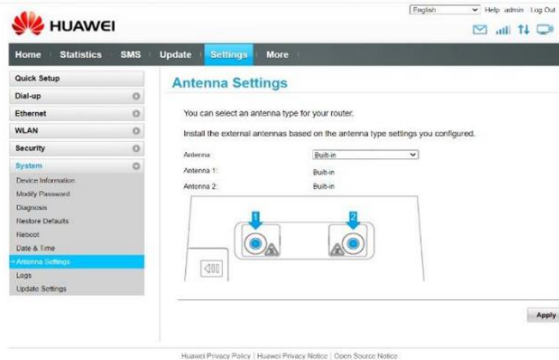 English Help admin Log Out
HUAWEI
Home Statistics SMS Update Settings More
Quick Setup
Dial-up
Ethernet
WLAN
Security
System
Device Information
Modify Password
Diagnosis
Restore Defaults
Reboot
Date & Time
Antenna Settings
Logs
Update Settings
Antenna Settings
You can select an antenna type for your router.
Install the external antennas based on the antenna type settings you configured.
Antenna Built-in
Antenna 1: Built-in
Antenna 2: Built-in
1 2
Apply
Huawei Privacy Policy | Huawei Privacy Notice | Open Source Notice